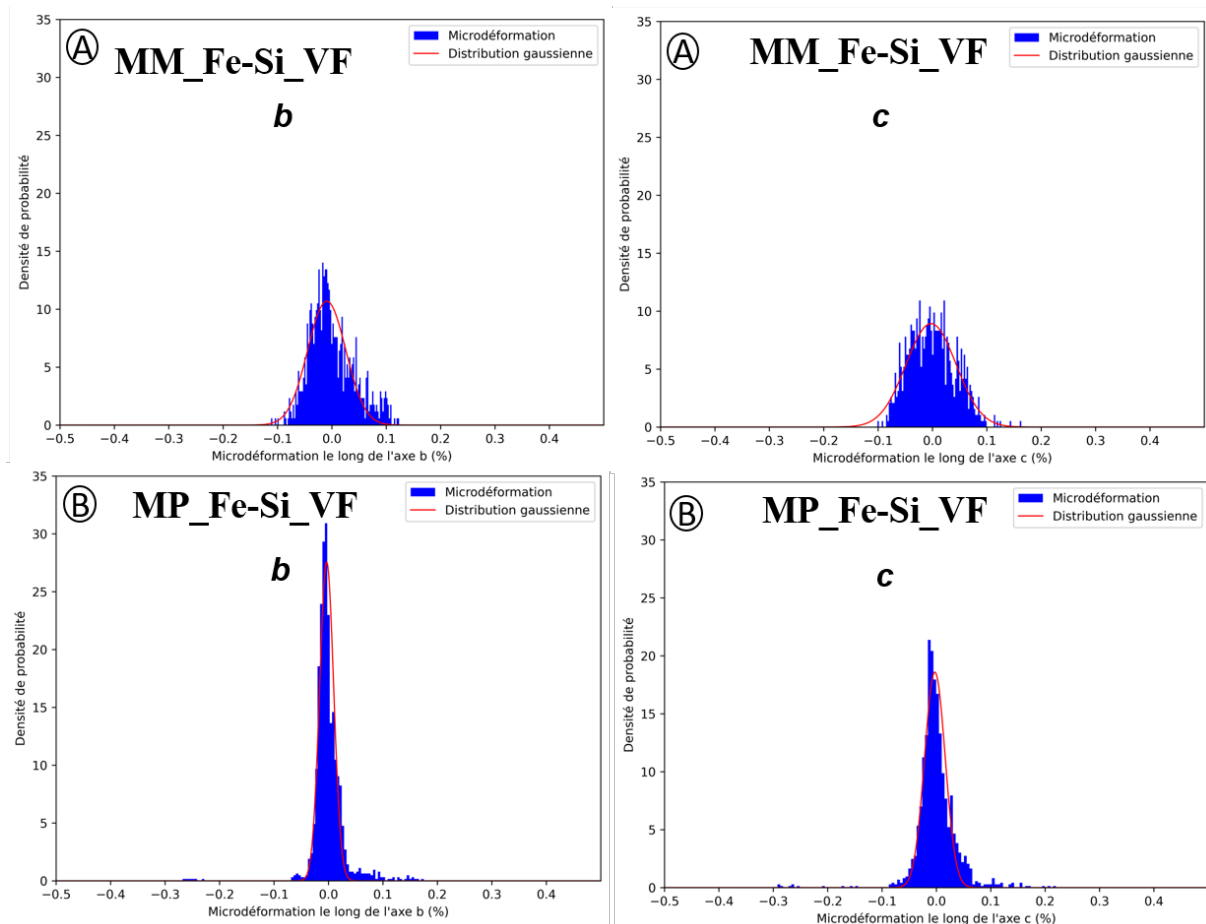 35
30
25
20
15
10
5
0
Densité de probabilité
Ⓐ MM_Fe-Si_VF
b
Microdéformation
Distribution gaussienne
−0.5 −0.4 −0.3 −0.2 −0.1 0.0 0.1 0.2 0.3 0.4
Microdéformation le long de l'axe b (%)
35
30
25
20
15
10
5
0
Densité de probabilité
Ⓐ MM_Fe-Si_VF
c
Microdéformation
Distribution gaussienne
−0.5 −0.4 −0.3 −0.2 −0.1 0.0 0.1 0.2 0.3 0.4
Microdéformation le long de l'axe c (%)
35
30
25
20
15
10
5
0
Densité de probabilité
Ⓑ MP_Fe-Si_VF
b
Microdéformation
Distribution gaussienne
−0.5 −0.4 −0.3 −0.2 −0.1 0.0 0.1 0.2 0.3 0.4
Microdéformation le long de l'axe b (%)
35
30
25
20
15
10
5
0
Densité de probabilité
Ⓑ MP_Fe-Si_VF
c
Microdéformation
Distribution gaussienne
−0.5 −0.4 −0.3 −0.2 −0.1 0.0 0.1 0.2 0.3 0.4
Microdéformation le long de l'axe c (%)